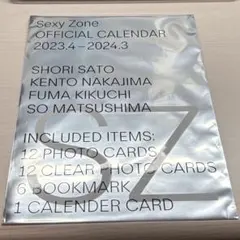 Sexy Zone
OFFICIAL CALENDAR
2023.4–2024.3
SHORI SATO
KENTO NAKAJIMA
FUMA KIKUCHI
SO MATSUSHIMA
SZ
INCLUDED ITEMS:
12 PHOTO CARDS
12 CLEAR PHOTO CARDS
6 BOOKMARK
1 CALENDER CARD